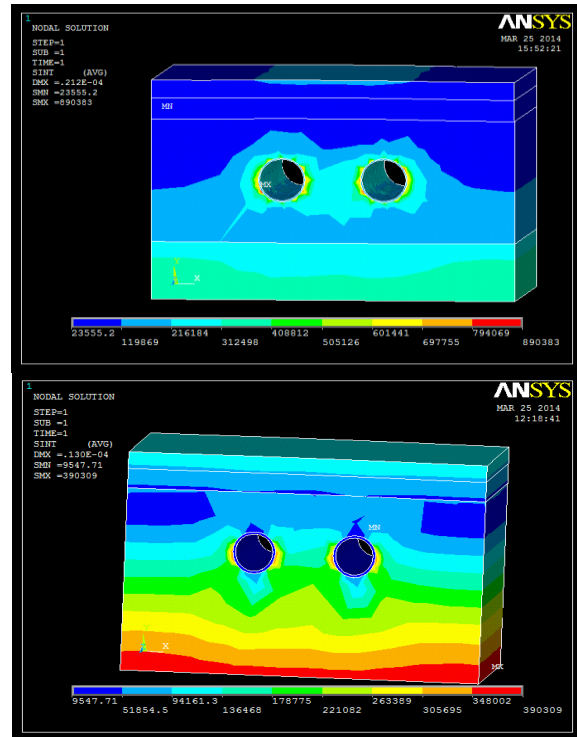 1
ANSYS
NODAL SOLUTION
MAR 25 2014
15:52:21
STEP=1
SUB =1
TIME=1
SINT (AVG)
DMX =.212E-04
SMN =23555.2
SMX =890383
MN
MX
Y
Z X
23555.2 216184 408812 601441 794069
119869 312498 505126 697755 890383
1
ANSYS
NODAL SOLUTION
MAR 25 2014
12:18:41
STEP=1
SUB =1
TIME=1
SINT (AVG)
DMX =.130E-04
SMN =9547.71
SMX =390309
MN
Y
X
MX
9547.71 94161.3 178775 263389 348002
51854.5 136468 221082 305695 390309